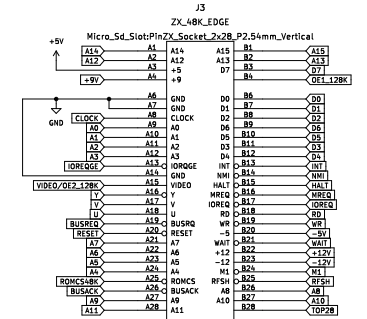 J3
ZX_48K_EDGE
Micro_Sd_Slot:PinZX_Socket_2x28_P2.54mm_Vertical
+5V
A14 A1 A14 A15 B1 A15
A12 A2 A12 A13 B2 A13
A3 +5 D7 B3 D7
+9V A4 +9 B4 OE1_128K
A6 GND D0 B6 D0
A7 GND D1 B7 D1
GND
CLOCK A8 CLOCK D2 B8 D2
A0 A9 A0 D6 B9 D6
A1 A10 A1 D5 B10 D5
A2 A11 A2 D3 B11 D3
A3 A12 A3 D4 B12 D4
IOREQGE A13 IORQGE INT B13 INT
A14 GND NMI B14 NMI
VIDEO/OE2_128K A15 VIDEO HALT B15 HALT
Y A16 Y MREQ B16 MREQ
V A17 V IOREQ B17 IOREQ
U A18 U RD B18 RD
BUSREQ A19 BUSRQ WR B19 WR
RESET A20 RESET -5 B20 -5V
A7 A21 A7 WAIT B21 WAIT
A6 A22 A6 +12 B22 +12V
A5 A23 A5 -12 B23 -12V
A4 A24 A4 M1 B24 M1
ROMCS48K A25 ROMCS RFSH B25 RFSH
BUSACK A26 BUSACK A8 B26 A8
A9 A27 A9 A10 B27 A10
A11 A28 A11 B28 TOP28